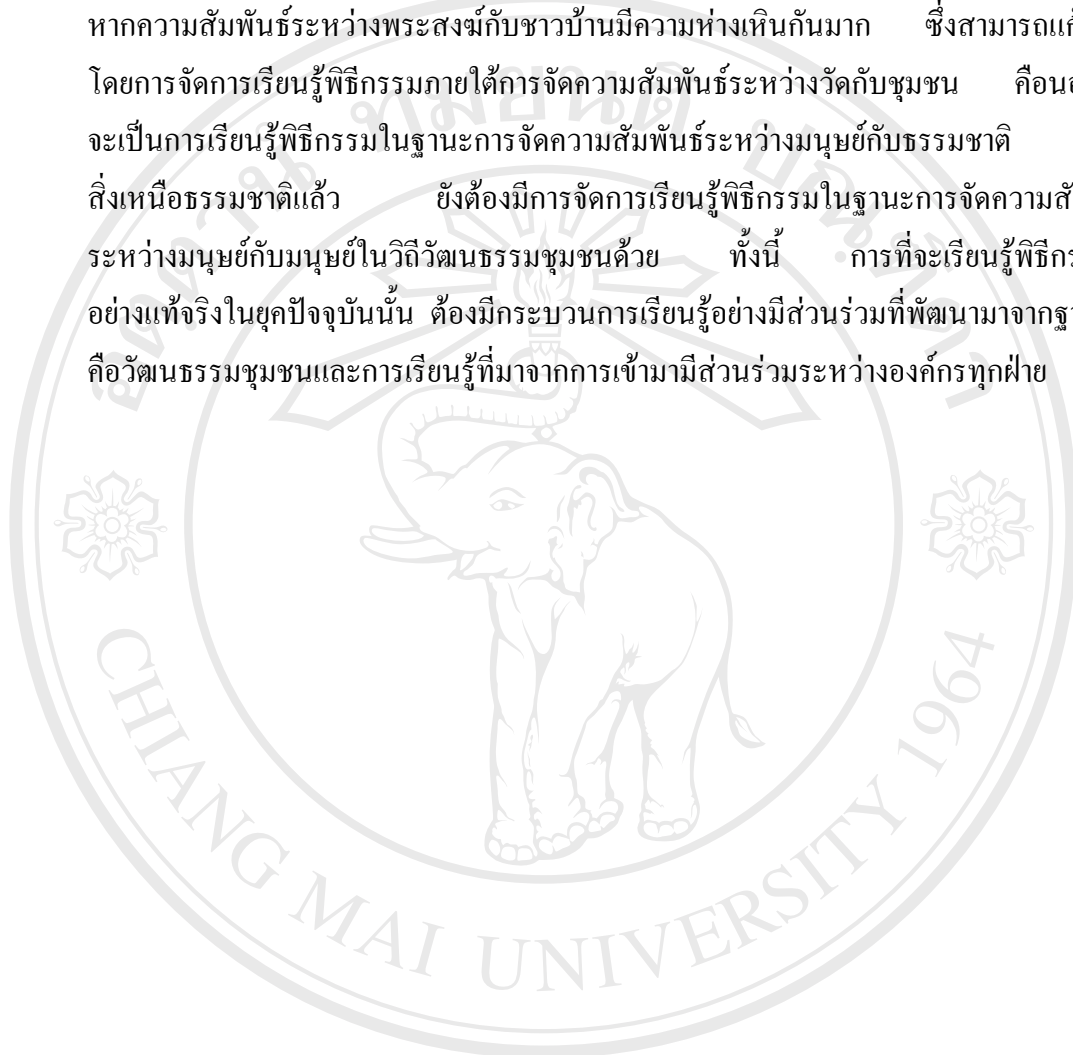 หากความสัมพันธ์ระหว่างพระสงฆ์กับชาวบ้านมีความห่างเหินกันมาก ซึ่งสามารถ
โดยการจัดการเรียนรู้พิธีกรรมภายใต้การจัดความสัมพันธ์ระหว่างวัดกับชุมชน
จะเป็นการเรียนรู้พิธีกรรมในฐานะการจัดความสัมพันธ์ระหว่างมนุษย์กับธรรมชาติ
สิ่งเหนือธรรมชาติแล้ว ยังต้องมีการจัดการเรียนรู้พิธีกรรมในฐานะการจัด
ระหว่างมนุษย์กับมนุษย์ในวิถีวัฒนธรรมชุมชนด้วย ทั้งนี้ การที่จะเรียนรู้
อย่างแท้จริงในยุคปัจจุบันนั้น ต้องมีกระบวนการเรียนรู้อย่างมีส่วนร่วมที่พัฒนามาจาก
คือวัฒนธรรมชุมชนและการเรียนรู้ที่มาจากการเข้ามามีส่วนร่วมระหว่างองค์กรทุกฝ่าย
CHIANG MAI UNIVERSITY 1964